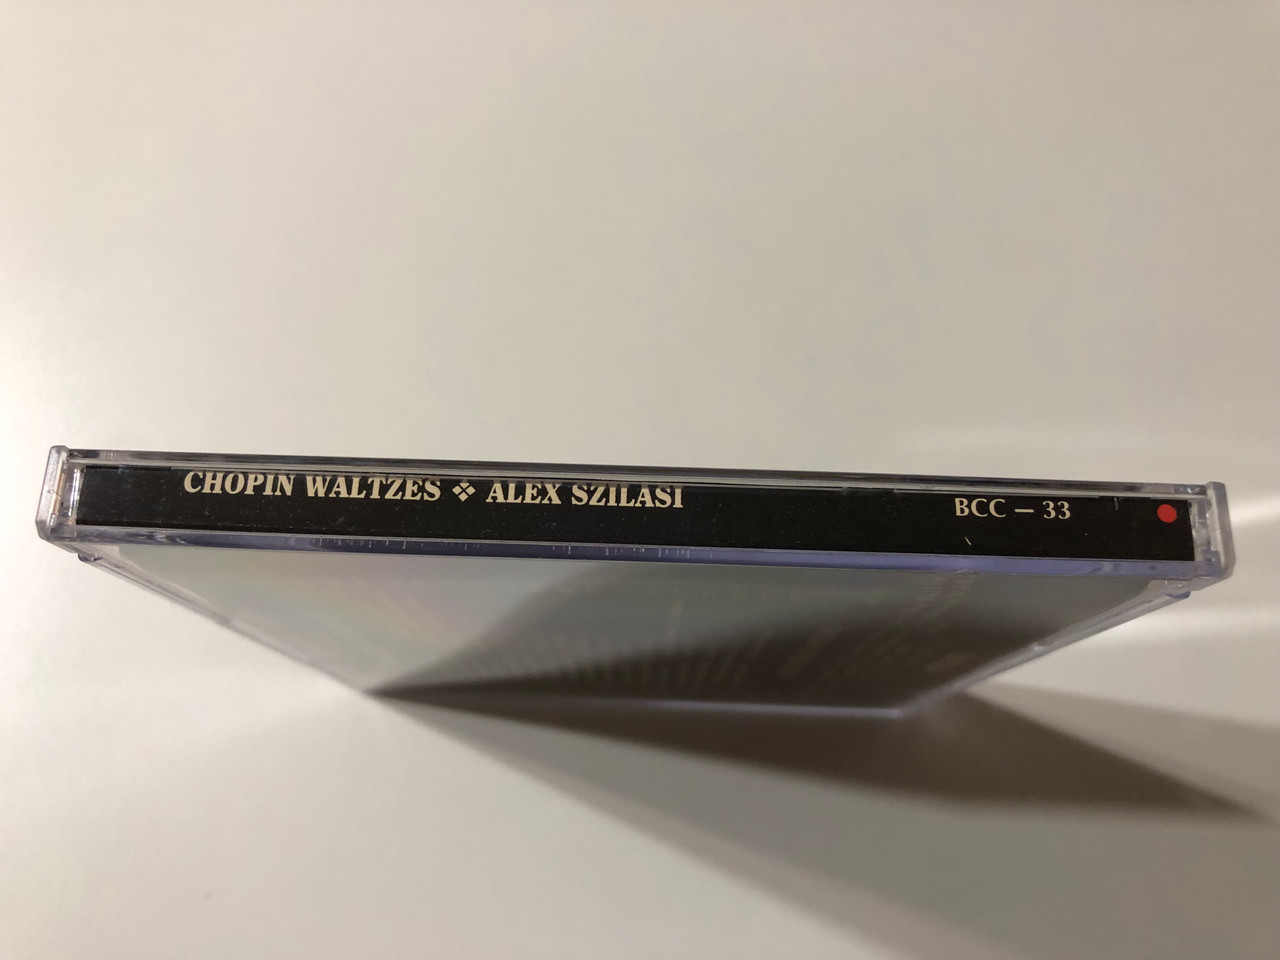 CHOPIN WALTZES ❖ ALEX SZILASI BCC – 33